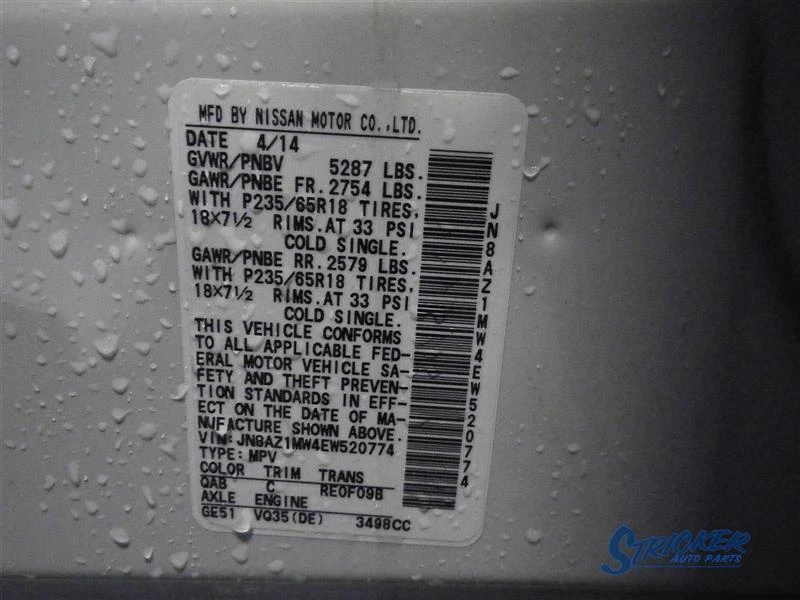 MFD BY NISSAN MOTOR CO.,LTD.
DATE 4/14
GVWR/PNBV 5287 LBS.
GAWR/PNBE FR. 2754 LBS.
WITH P235/65R18 TIRES,
18X7½ RIMS.AT 33 PSI
COLD SINGLE.
GAWR/PNBE RR. 2579 LBS.
WITH P235/65R18 TIRES,
18X7½ RIMS.AT 33 PSI
COLD SINGLE.
THIS VEHICLE CONFORMS
TO ALL APPLICABLE FED-
ERAL MOTOR VEHICLE SA-
FETY AND THEFT PREVEN-
TION STANDARDS IN EFF-
ECT ON THE DATE OF MA-
NUFACTURE SHOWN ABOVE.
VIN: JN8AZ1MW4EW520774
TYPE: MPV
COLOR TRIM TRANS
QAB C RE0F09B
AXLE ENGINE
GE51 VQ35(DE) 3498CC
JN8AZ1MW4EW520774
STRICKER
AUTO PARTS